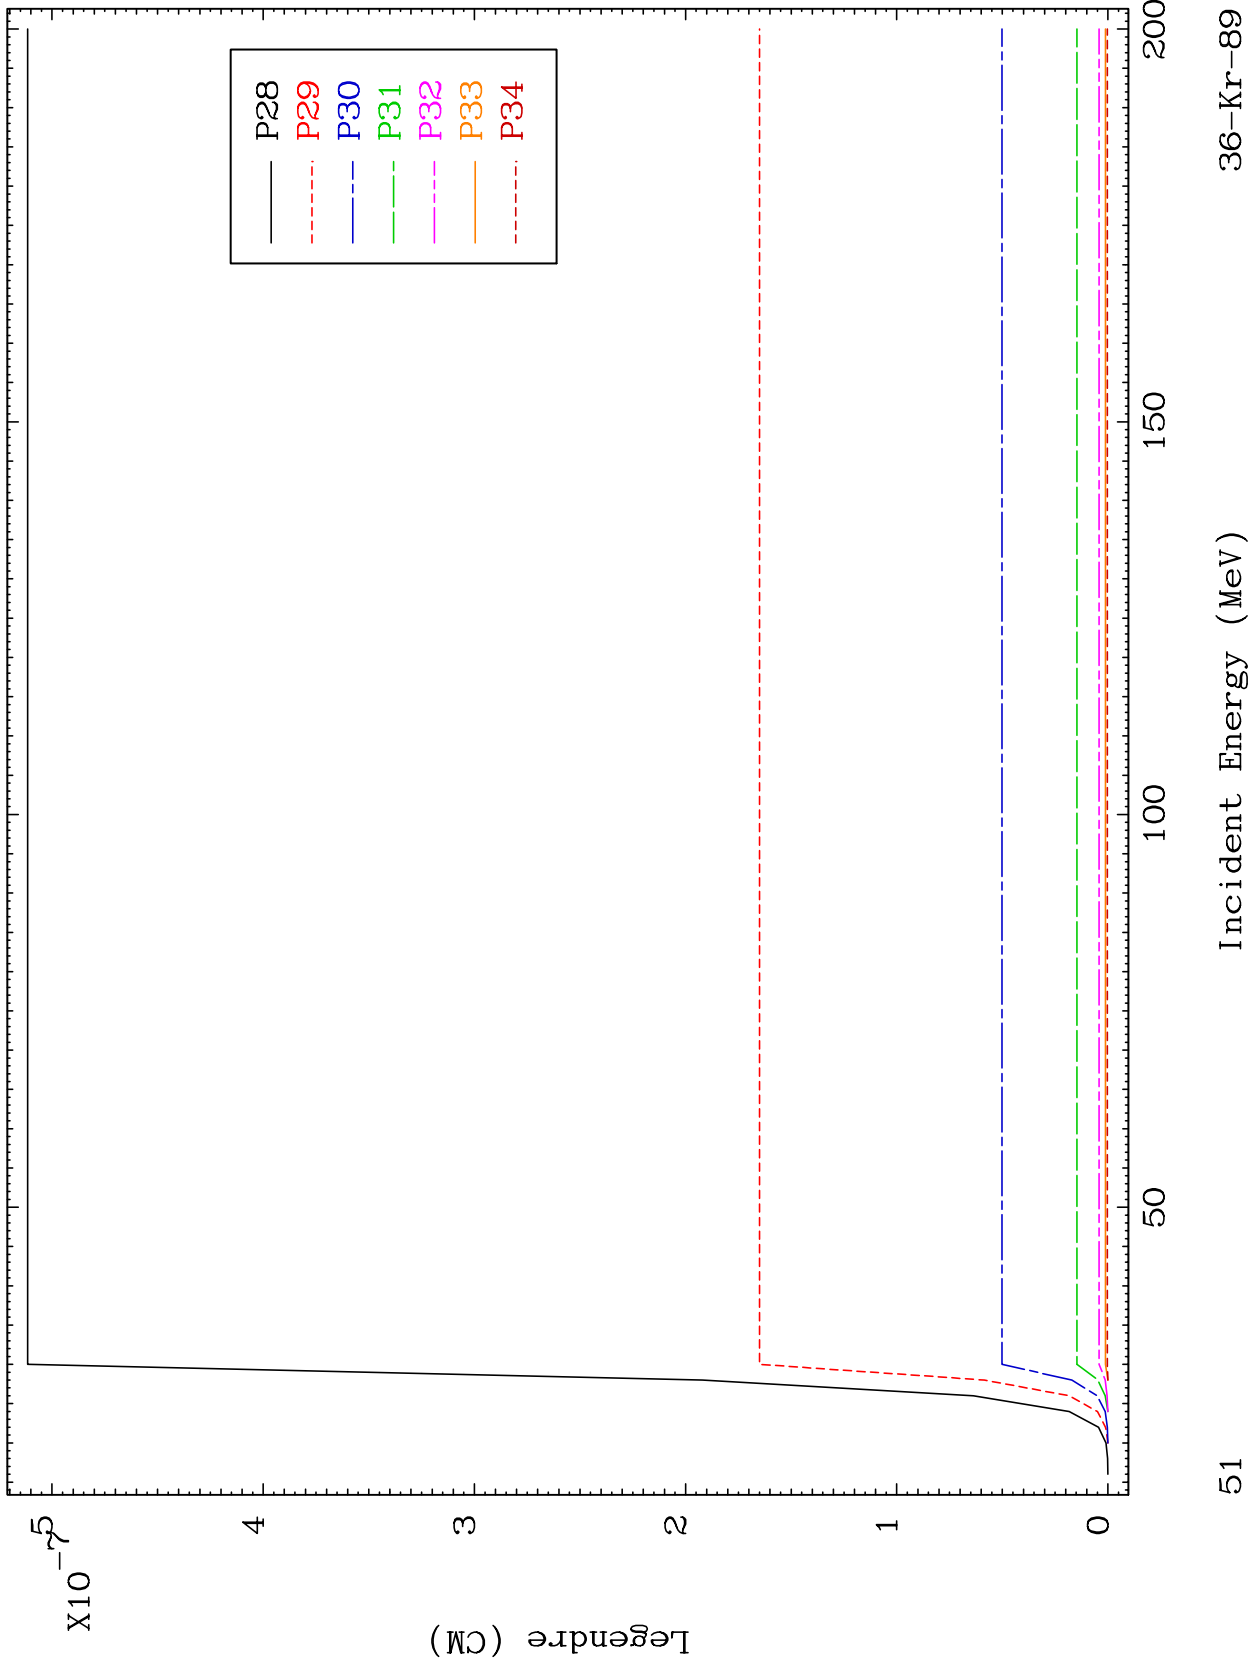 X10-7
5
4
3
2
1
0
Legendre (CM)
P28
P29
P30
P31
P32
P33
P34
50
100
150
200
Incident Energy (MeV)
51
36-Kr-89